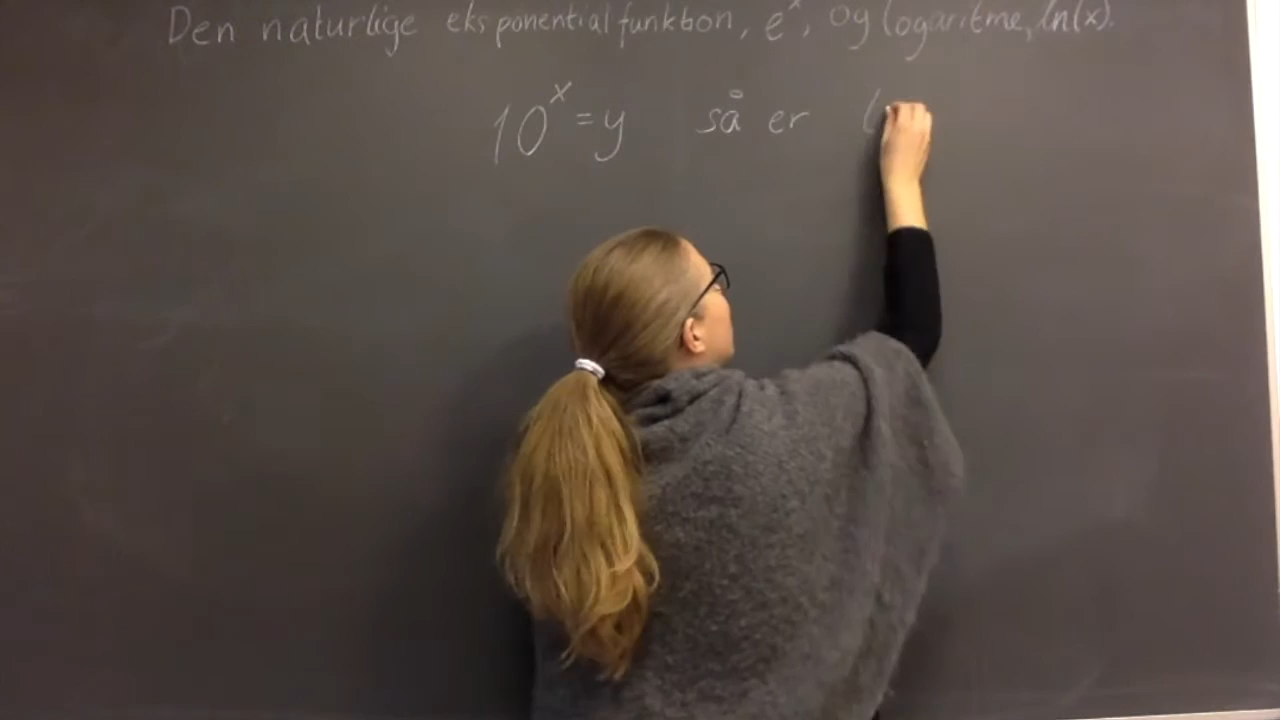 Den naturlige eksponentialfunktion, e^x, og logaritme, ln(x).
10^x = y så er l